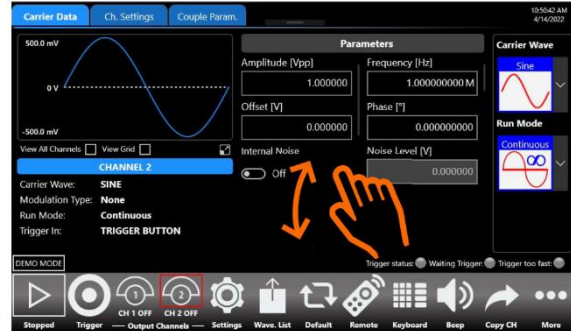 Carrier Data
Ch. Settings
Couple Param.
10:50:42 AM
4/14/2022
500.0 mV
0 V
-500.0 mV
View All Channels
View Grid
CHANNEL 2
Carrier Wave: SINE
Modulation Type: None
Run Mode: Continuous
Trigger In: TRIGGER BUTTON
Parameters
Amplitude [Vpp]
1.000000
Frequency [Hz]
1.000000000 M
Offset [V]
0.000000
Phase [°]
0.000000000
Internal Noise
Off
Noise Level [V]
0.000000
Carrier Wave
Sine
Run Mode
Continuous
DEMO MODE
Trigger status: Waiting Trigger: Trigger too fast:
1
2
CH 1 OFF
CH 2 OFF
Stopped
Trigger
Output Channels
Settings
Wave. List
Default
Remote
Keyboard
Beep
Copy CH
More